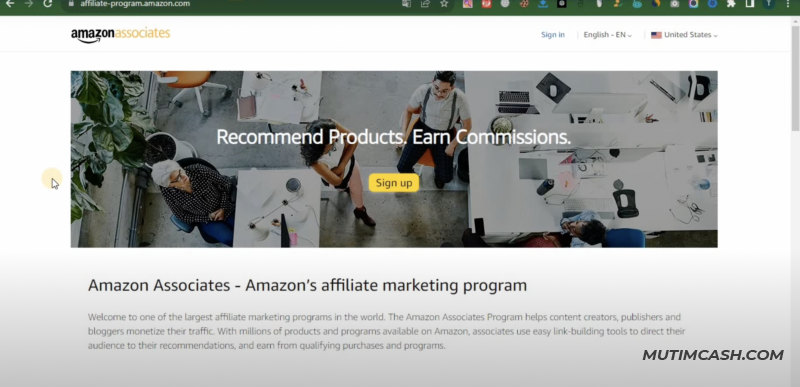 affiliate-program.amazon.com
amazonassociates
Sign in
English - EN
United States
Recommend Products. Earn Commissions.
Sign up
Amazon Associates - Amazon's affiliate marketing program
Welcome to one of the largest affiliate marketing programs in the world. The Amazon Associates Program helps content creators, publishers and
bloggers monetize their traffic. With millions of products and programs available on Amazon, associates use easy link-building tools to direct their
audience to their recommendations, and earn from qualifying purchases and programs.
MUTIMCASH.COM